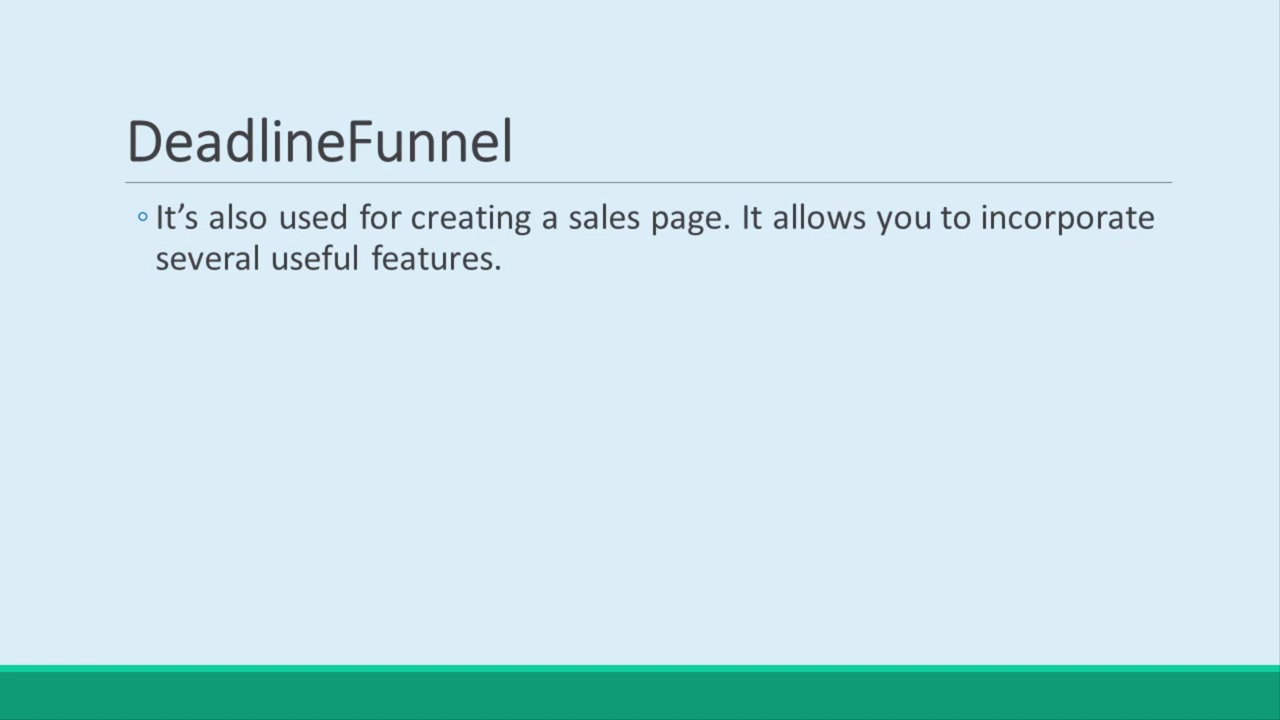 DeadlineFunnel
◦ It’s also used for creating a sales page. It allows you to incorporate
several useful features.